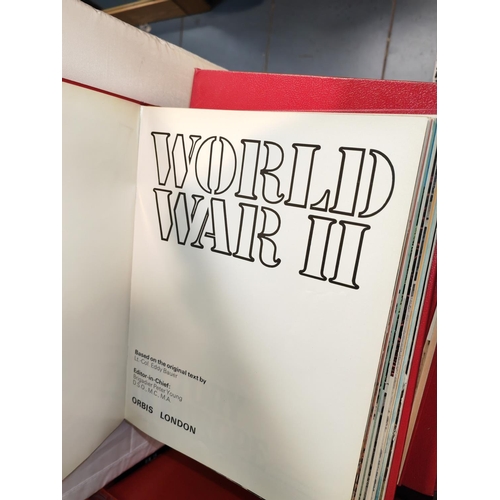 WORLD
WAR II
Based on the original text by
Lt.-Col. Eddy Bauer
Editor-in-Chief:
Brigadier Peter Young
D.S.O., M.C., M.A.
ORBIS LONDON